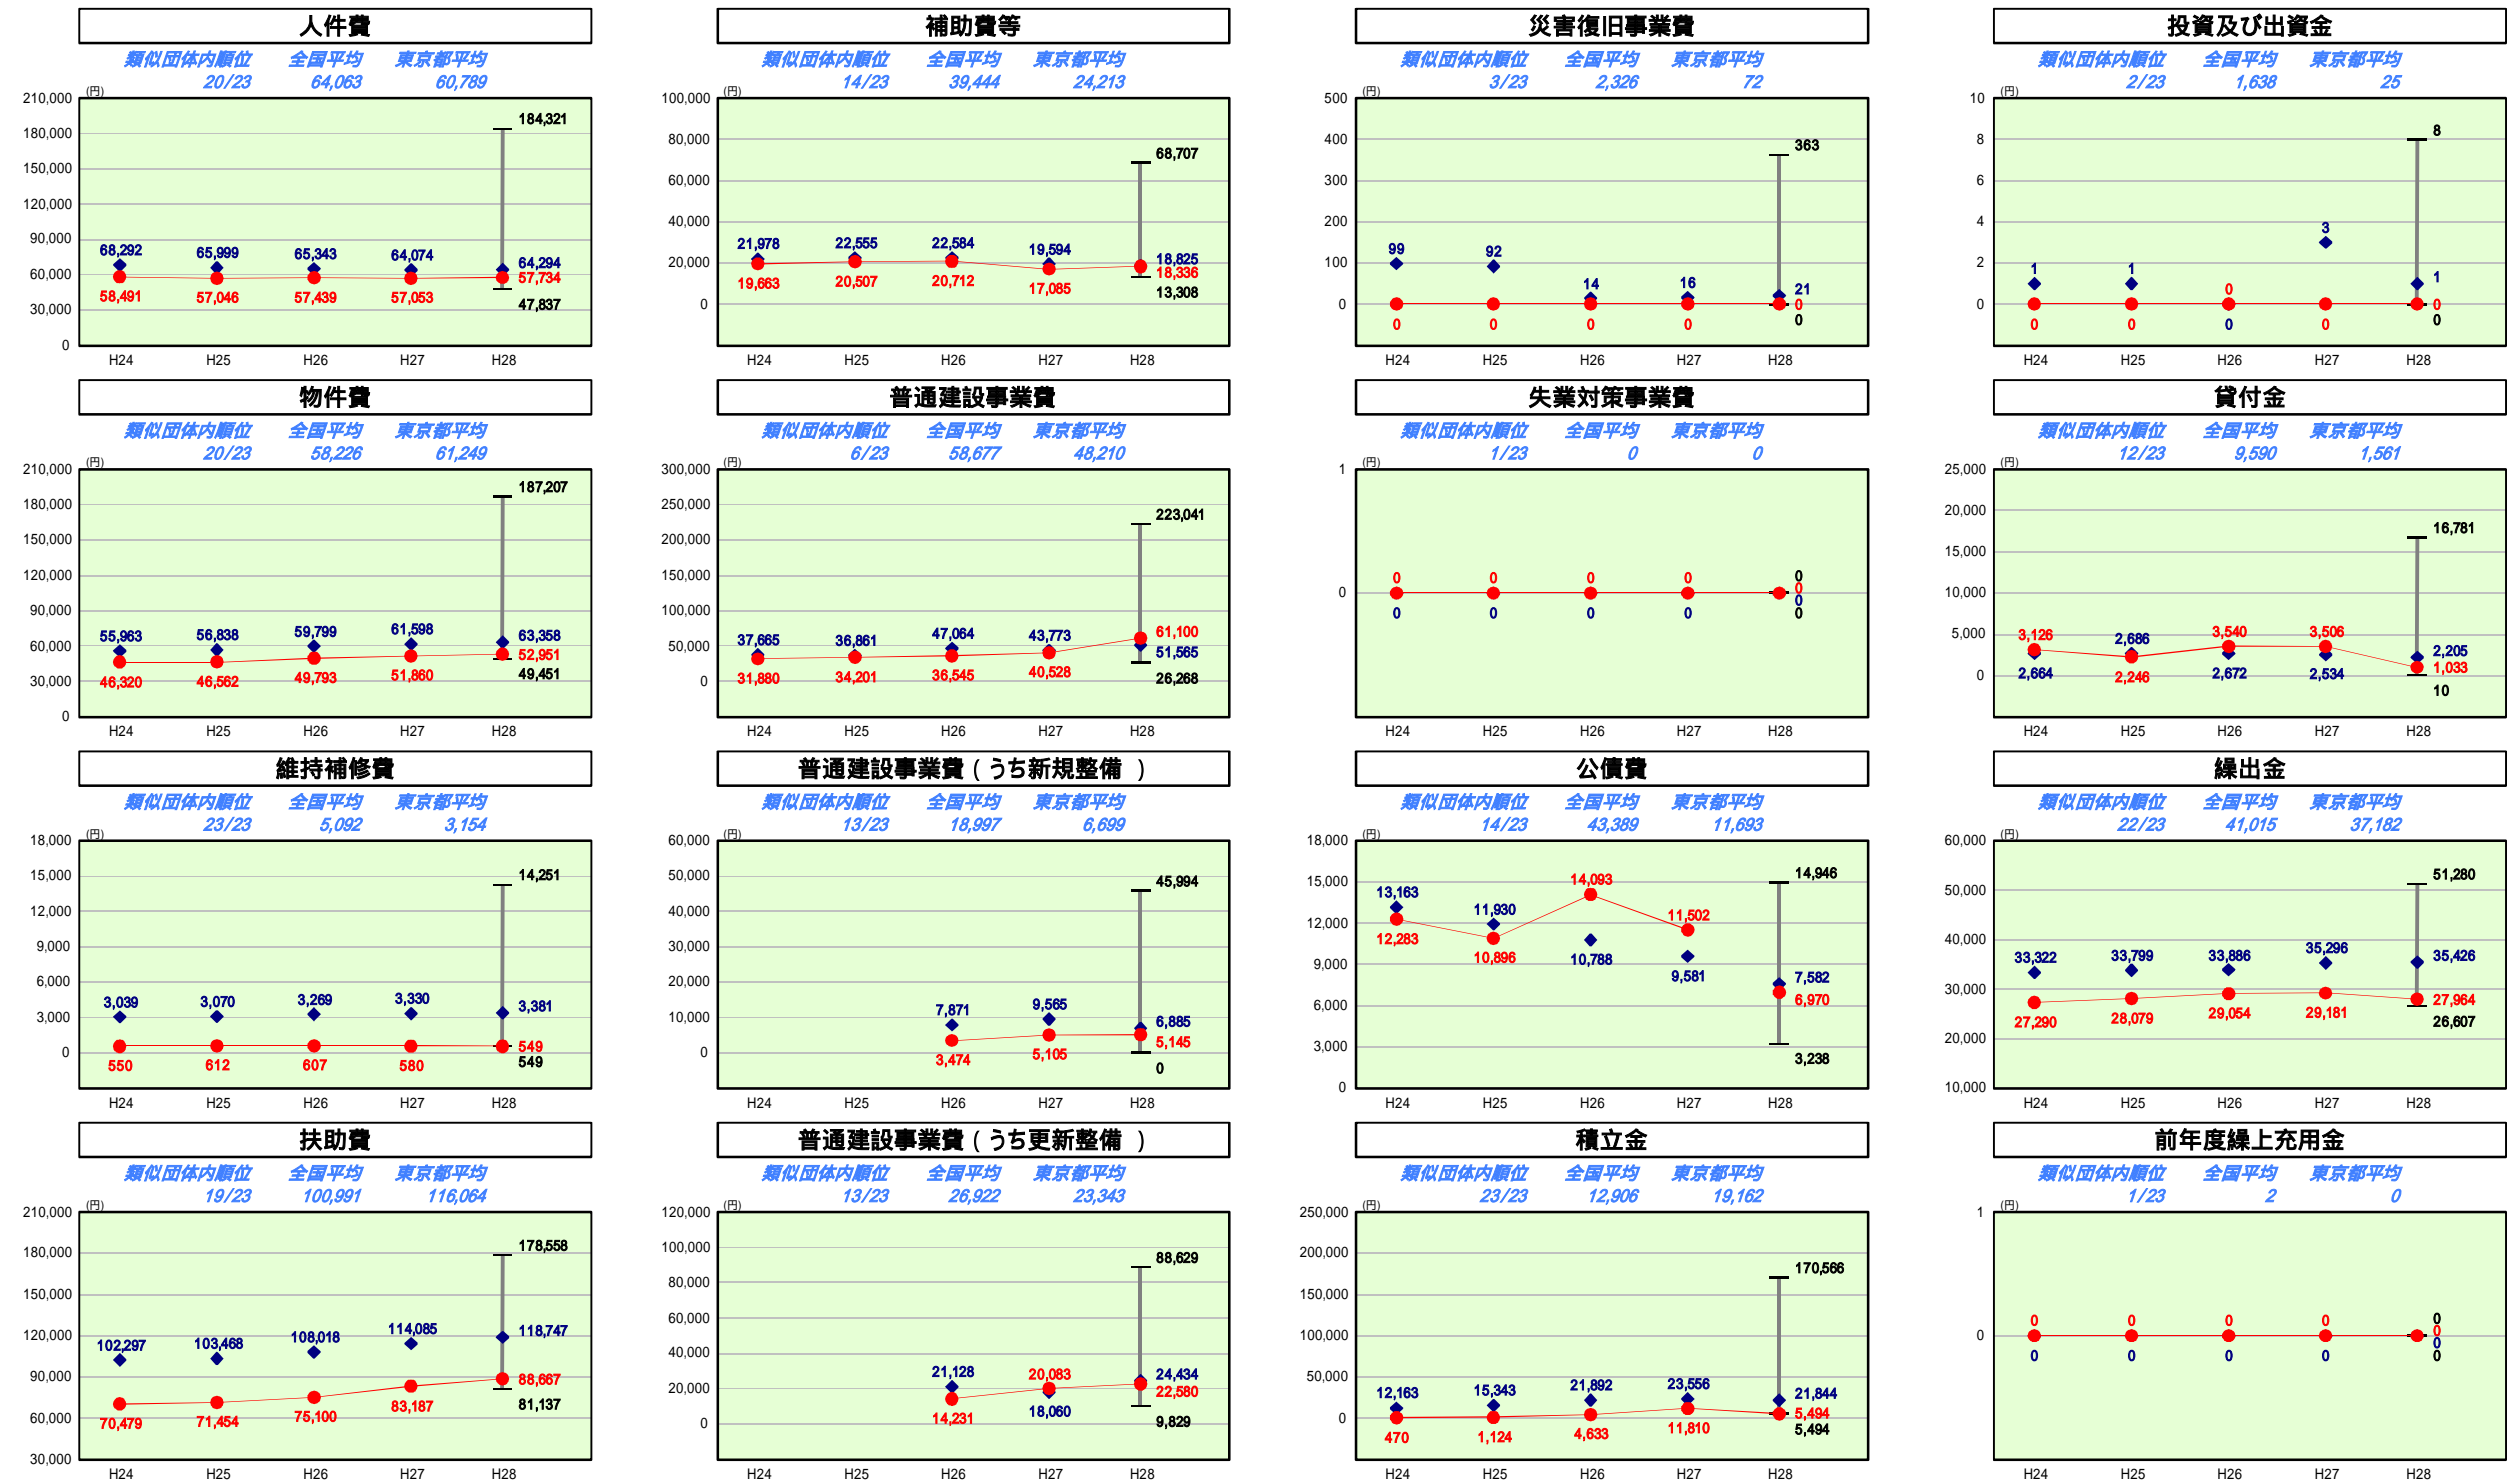 人件費
類似団体内順位 全国平均 東京都平均
20/23 64,063 60,789
(円)
210,000
180,000
150,000
120,000
90,000
60,000
30,000
0
184,321
68,292 65,999 65,343 64,074 64,294
58,491 57,046 57,439 57,053 57,734
47,837
H24 H25 H26 H27 H28
補助費等
類似団体内順位 全国平均 東京都平均
14/23 39,444 24,213
(円)
100,000
80,000
60,000
40,000
20,000
0
68,707
21,978 22,555 22,584 19,594 18,825
19,663 20,507 20,712 17,085 18,336
13,308
H24 H25 H26 H27 H28
災害復旧事業費
類似団体内順位 全国平均 東京都平均
3/23 2,326 72
(円)
500
400
300
200
100
0
363
99 92 14 16 21
0 0 0 0 0
0
H24 H25 H26 H27 H28
投資及び出資金
類似団体内順位 全国平均 東京都平均
2/23 1,638 25
(円)
10
8
6
4
2
0
8
1 1 0 3 1
0 0 0 0 0
0
H24 H25 H26 H27 H28
物件費
類似団体内順位 全国平均 東京都平均
20/23 58,226 61,249
(円)
210,000
180,000
150,000
120,000
90,000
60,000
30,000
0
187,207
55,963 56,838 59,799 61,598 63,358
46,320 46,562 49,793 51,860 52,951
49,451
H24 H25 H26 H27 H28
普通建設事業費
類似団体内順位 全国平均 東京都平均
6/23 58,677 48,210
(円)
300,000
250,000
200,000
150,000
100,000
50,000
0
223,041
37,665 36,861 47,064 43,773 61,100
31,880 34,201 36,545 40,528 51,565
26,268
H24 H25 H26 H27 H28
失業対策事業費
類似団体内順位 全国平均 東京都平均
1/23 0 0
(円)
1
0
0 0 0 0 0
0
0 0 0 0 0
0
H24 H25 H26 H27 H28
貸付金
類似団体内順位 全国平均 東京都平均
12/23 9,590 1,561
(円)
25,000
20,000
15,000
10,000
5,000
0
16,781
3,126 2,686 3,540 3,506 2,205
2,664 2,246 2,672 2,534 1,033
10
H24 H25 H26 H27 H28
維持補修費
類似団体内順位 全国平均 東京都平均
23/23 5,092 3,154
(円)
18,000
15,000
12,000
9,000
6,000
3,000
0
14,251
3,039 3,070 3,269 3,330 3,381
550 612 607 580 549
549
H24 H25 H26 H27 H28
普通建設事業費（うち新規整備 ）
類似団体内順位 全国平均 東京都平均
13/23 18,997 6,699
(円)
60,000
50,000
40,000
30,000
20,000
10,000
0
45,994
7,871 9,565 6,885
3,474 5,105 5,145
0
H24 H25 H26 H27 H28
公債費
類似団体内順位 全国平均 東京都平均
14/23 43,389 11,693
(円)
18,000
15,000
12,000
9,000
6,000
3,000
0
14,946
13,163 11,930 14,093 11,502 7,582
12,283 10,896 10,788 9,581 6,970
3,238
H24 H25 H26 H27 H28
繰出金
類似団体内順位 全国平均 東京都平均
22/23 41,015 37,182
(円)
60,000
50,000
40,000
30,000
20,000
10,000
51,280
33,322 33,799 33,886 35,296 35,426
27,290 28,079 29,054 29,181 27,964
26,607
H24 H25 H26 H27 H28
扶助費
類似団体内順位 全国平均 東京都平均
19/23 100,991 116,064
(円)
210,000
180,000
150,000
120,000
90,000
60,000
30,000
178,558
102,297 103,468 108,018 114,085 118,747
70,479 71,454 75,100 83,187 88,667
81,137
H24 H25 H26 H27 H28
普通建設事業費（うち更新整備 ）
類似団体内順位 全国平均 東京都平均
13/23 26,922 23,343
(円)
120,000
100,000
80,000
60,000
40,000
20,000
0
88,629
21,128 20,083 24,434
14,231 18,060 22,580
9,829
H24 H25 H26 H27 H28
積立金
類似団体内順位 全国平均 東京都平均
23/23 12,906 19,162
(円)
250,000
200,000
150,000
100,000
50,000
0
170,566
12,163 15,343 21,892 23,556 21,844
470 1,124 4,633 11,810 5,494
5,494
H24 H25 H26 H27 H28
前年度繰上充用金
類似団体内順位 全国平均 東京都平均
1/23 2 0
(円)
1
0
0 0 0 0 0
0
0 0 0 0 0
0
H24 H25 H26 H27 H28